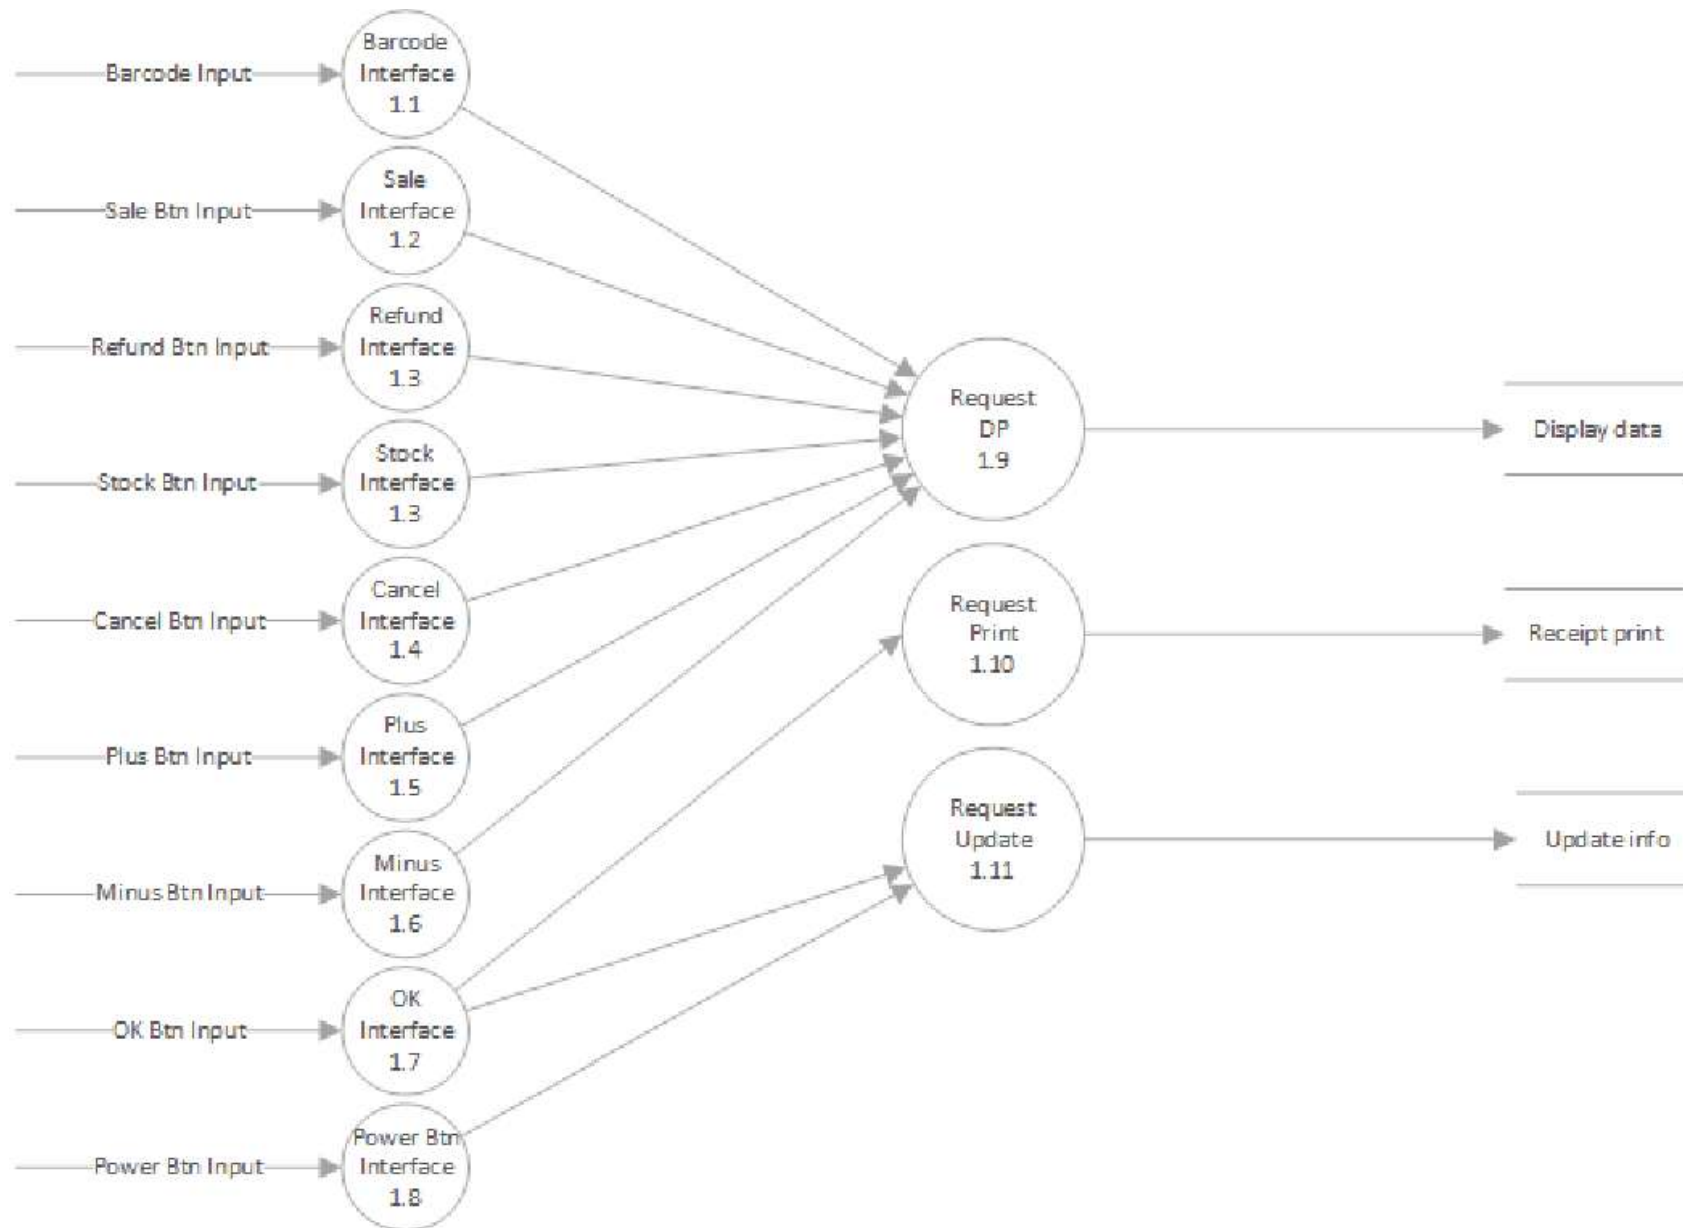 Barcode Input
Barcode
Interface
1.1
Sale Btn Input
Sale
Interface
1.2
Refund Btn Input
Refund
Interface
1.3
Stock Btn Input
Stock
Interface
1.3
Cancel Btn Input
Cancel
Interface
1.4
Plus Btn Input
Plus
Interface
1.5
Minus Btn Input
Minus
Interface
1.6
OK Btn Input
OK
Interface
1.7
Power Btn Input
Power Btn
Interface
1.8
Request
DP
1.9
Request
Print
1.10
Request
Update
1.11
Display data
Receipt print
Update info